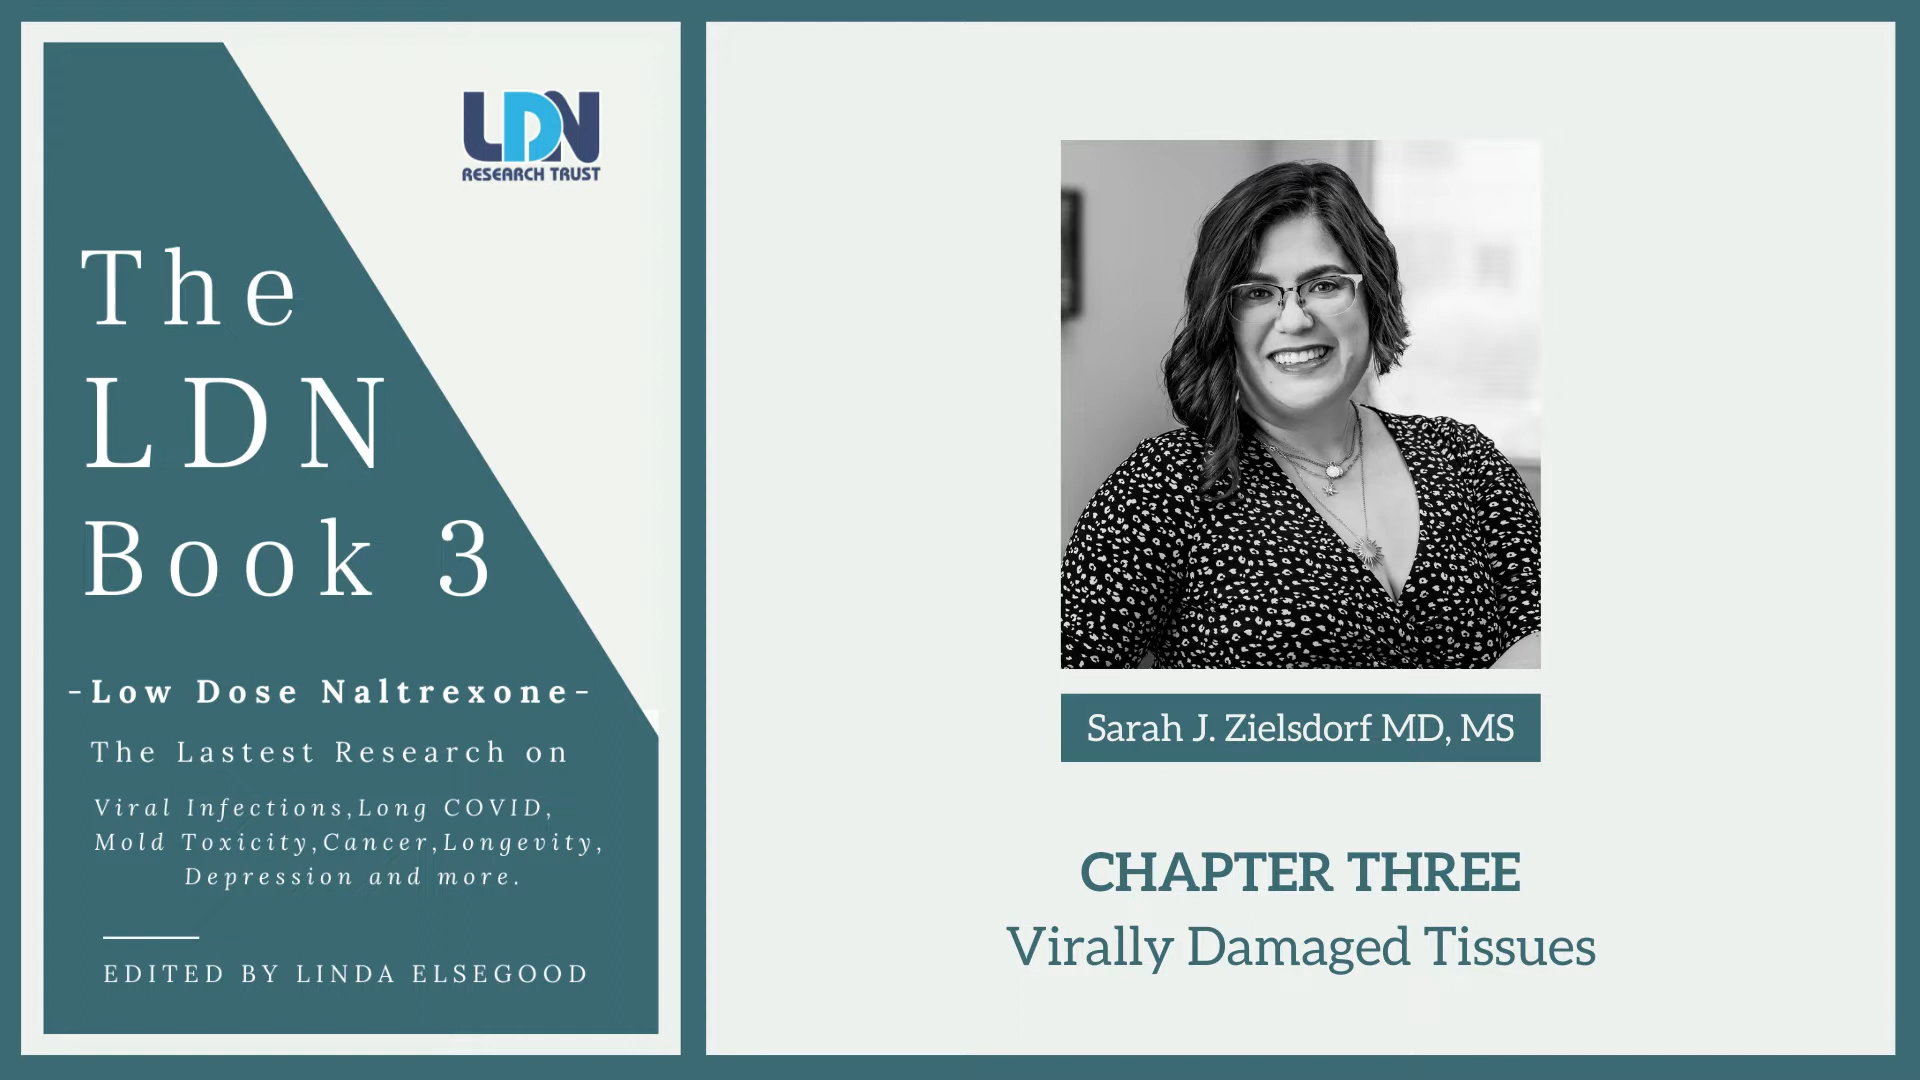 LDN
RESEARCH TRUST
The
LDN
Book 3
-Low Dose Naltrexone-
The Lastest Research on
Viral Infections,Long COVID,
Mold Toxicity,Cancer,Longevity,
Depression and more.
EDITED BY LINDA ELSEGOOD
Sarah J. Zielsdorf MD, MS
CHAPTER THREE
Virally Damaged Tissues